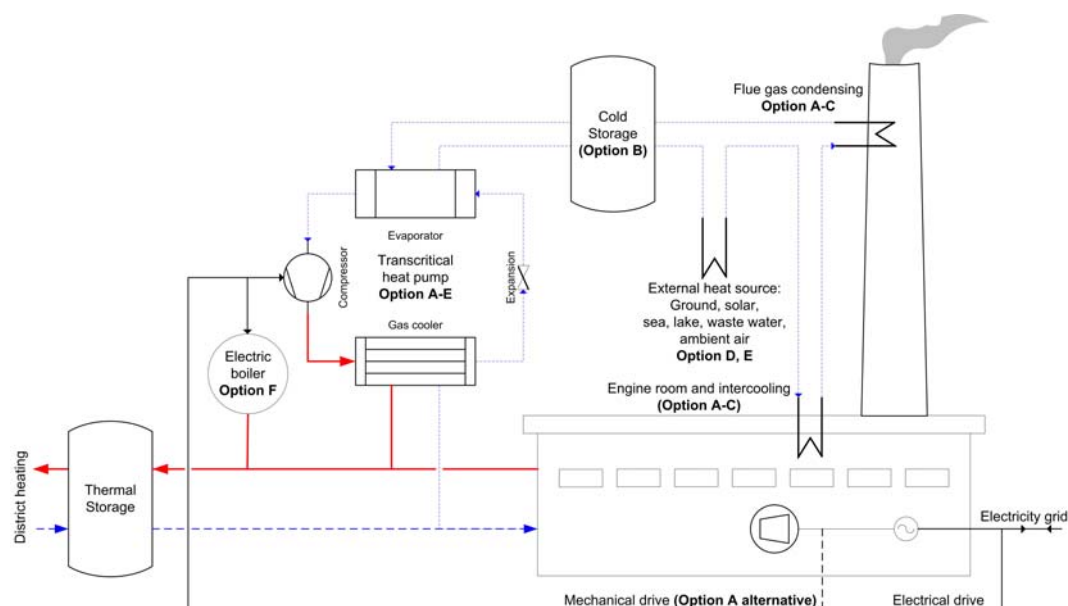 Flue gas condensing
Option A-C
Cold
Storage
(Option B)
Evaporator
Compressor
Transcritical
heat pump
Option A-E
Expansion
Gas cooler
External heat source:
Ground, solar,
sea, lake, waste water,
ambient air
Option D, E
Electric
boiler
Option F
Engine room and intercooling
(Option A-C)
District heating
Thermal
Storage
Electricity grid
Mechanical drive (Option A alternative)
Electrical drive